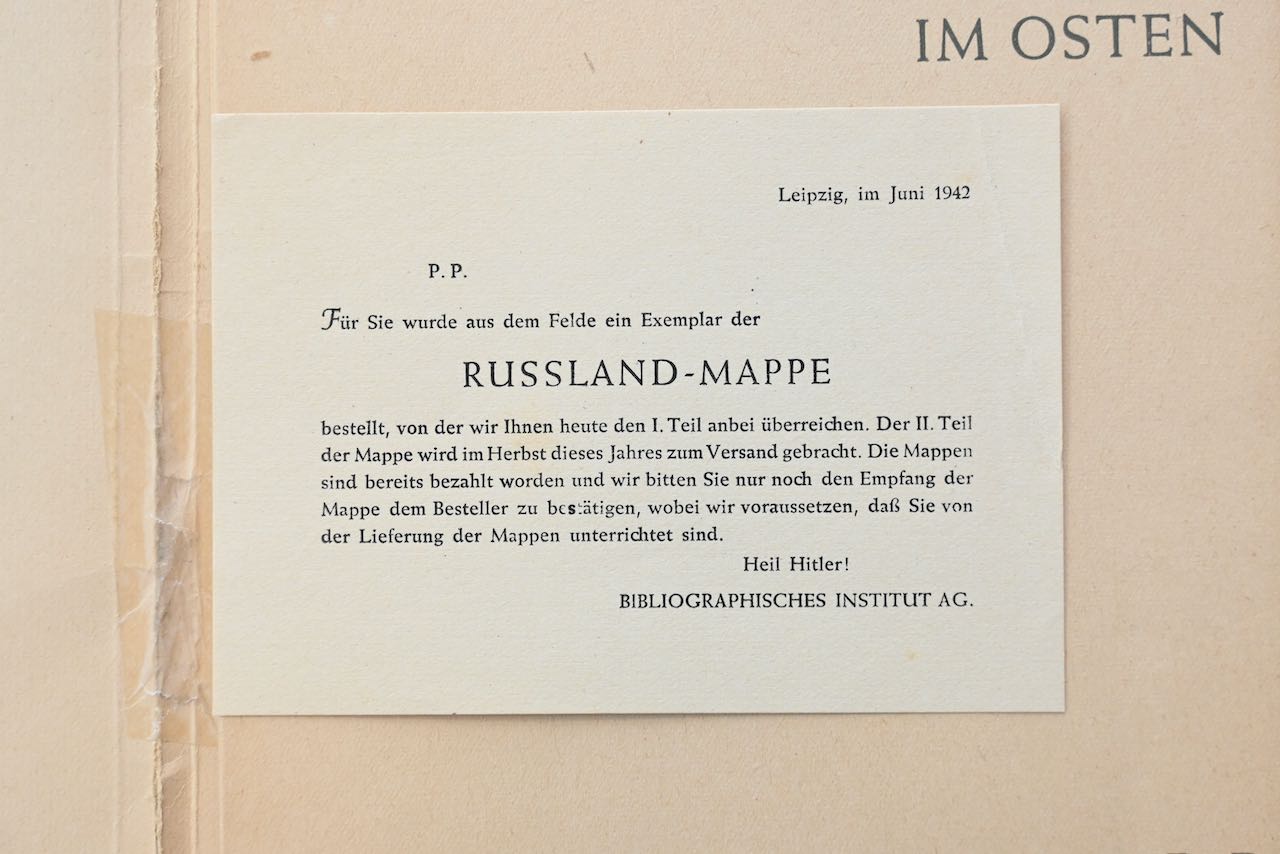 IM OSTEN
Leipzig, im Juni 1942
P. P.
Für Sie wurde aus dem Felde ein Exemplar der
RUSSLAND-MAPPE
bestellt, von der wir Ihnen heute den I. Teil anbei überreichen. Der II. Teil
der Mappe wird im Herbst dieses Jahres zum Versand gebracht. Die Mappen
sind bereits bezahlt worden und wir bitten Sie nur noch den Empfang der
Mappe dem Besteller zu bestätigen, wobei wir voraussetzen, daß Sie von
der Lieferung der Mappen unterrichtet sind.
Heil Hitler!
BIBLIOGRAPHISCHES INSTITUT AG.